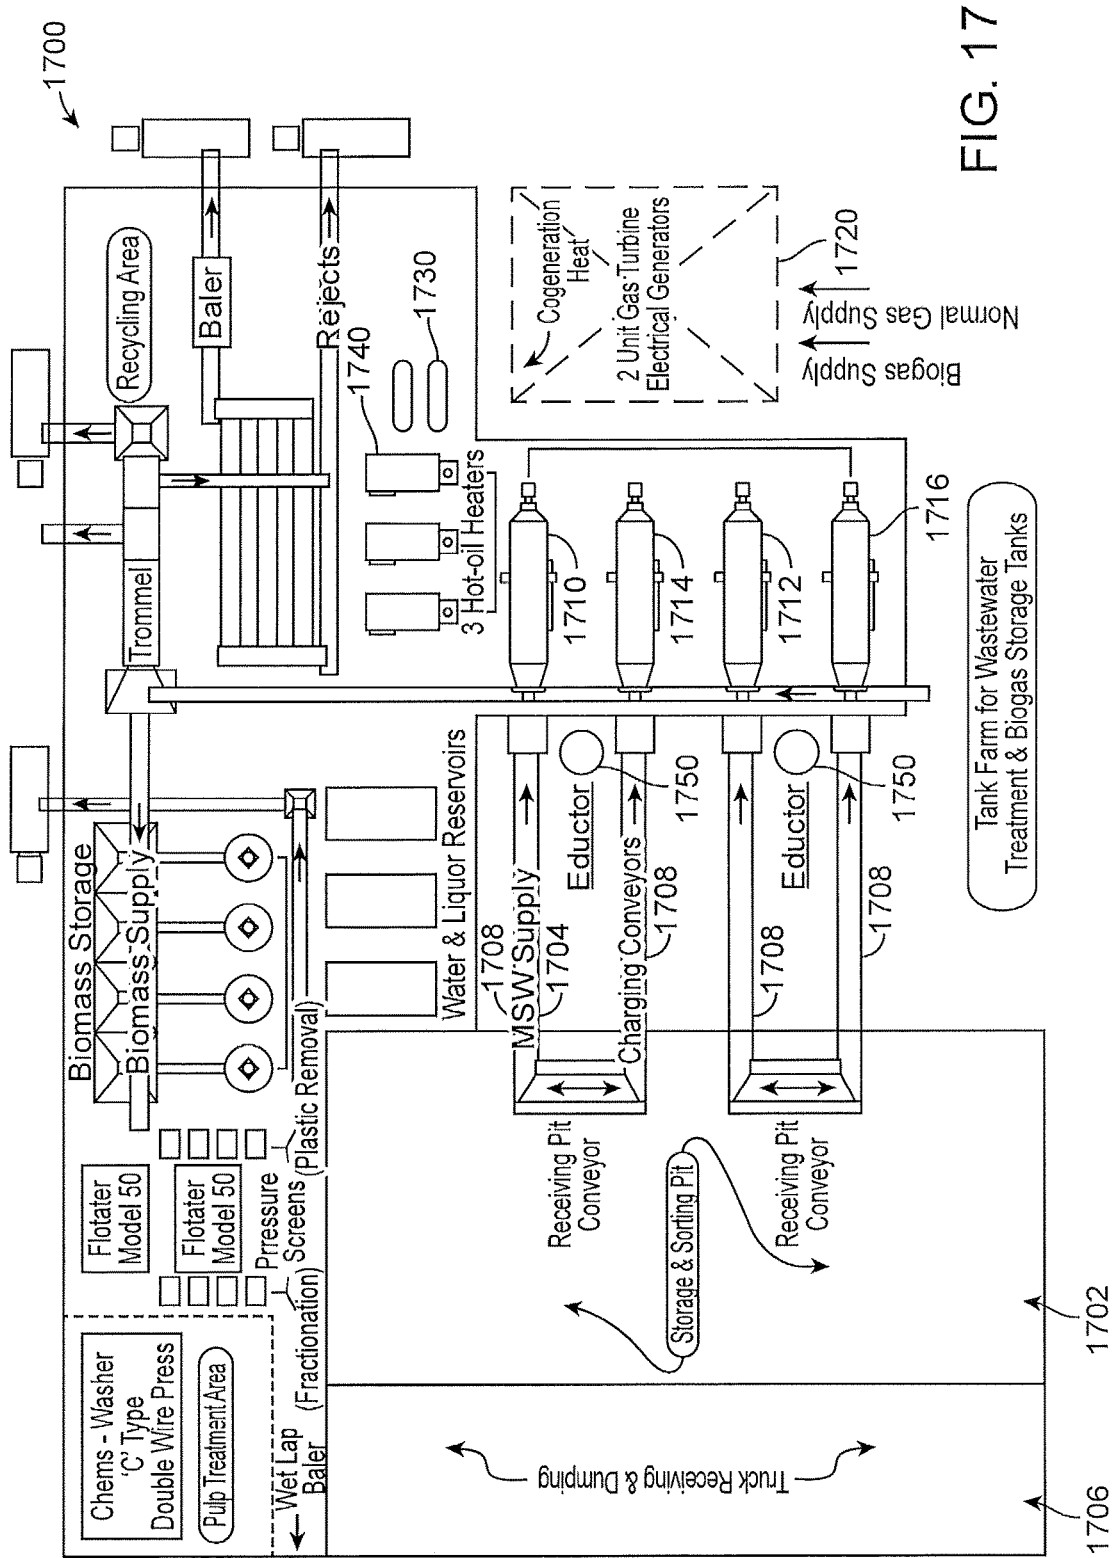 1700
Recycling Area
Baler
Rejects
Trommel
1740
1730
3 Hot-oil Heaters
Cogeneration
Heat
2 Unit Gas Turbine
Electrical Generators
1720
Normal Gas Supply
Biogas Supply
FIG. 17
1710
1714
1712
1716
Biomass Storage
Biomass Supply
Water & Liquor Reservoirs
1708
MSW Supply
1704
Eductor
1750
Charging Conveyors
1708
1708
Eductor
1750
1708
Tank Farm for Wastewater
Treatment & Biogas Storage Tanks
Flotater
Model 50
Flotater
Model 50
Prressure
Screens
(Plastic Removal)
(Fractionation)
Chems - Washer
'C' Type
Double Wire Press
Pulp Treatment Area
Wet Lap
Baler
Receiving Pit
Conveyor
Storage & Sorting Pit
Receiving Pit
Conveyor
1702
Truck Receiving & Dumping
1706